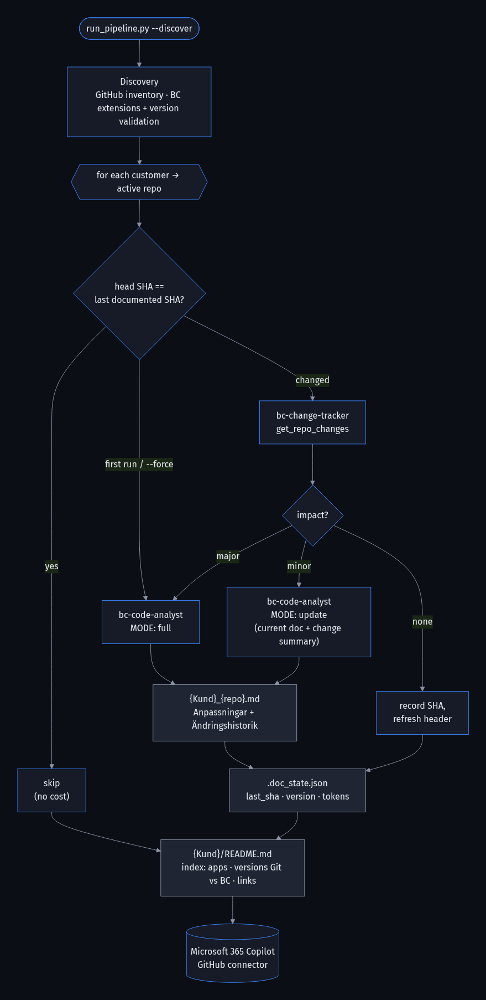 run_pipeline.py --discover
Discovery
GitHub inventory · BC
extensions + version
validation
for each customer →
active repo
head SHA ==
last documented SHA?
changed
bc-change-tracker
get_repo_changes
first run / --force
impact?
major
minor
yes
bc-code-analyst
MODE: full
bc-code-analyst
MODE: update
(current doc + change
summary)
none
{Kund}_{repo}.md
Anpassningar +
Ändringshistorik
record SHA,
refresh header
skip
(no cost)
.doc_state.json
last_sha · version · tokens
{Kund}/README.md
index: apps · versions Git
vs BC · links
Microsoft 365 Copilot
GitHub connector